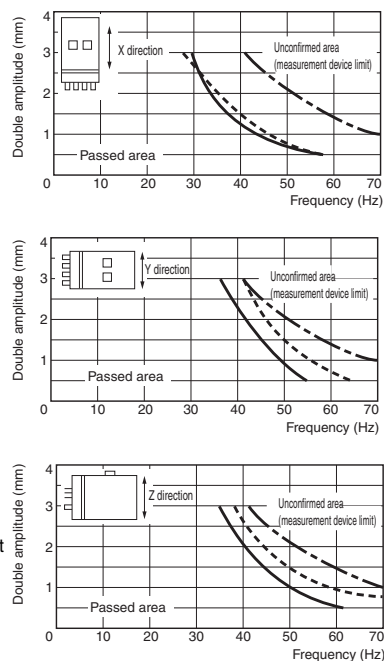 Double amplitude (mm)
4
3
2
1
0 10 20 30 40 50 60 70
X direction
Unconfirmed area
(measurement device limit)
Passed area
Frequency (Hz)
Double amplitude (mm)
4
3
2
1
0 10 20 30 40 50 60 70
Y direction
Unconfirmed area
(measurement device limit)
Passed area
Frequency (Hz)
Double amplitude (mm)
4
3
2
1
0 10 20 30 40 50 60 70
Z direction
Unconfirmed area
(measurement device limit)
Passed area
Frequency (Hz)
t